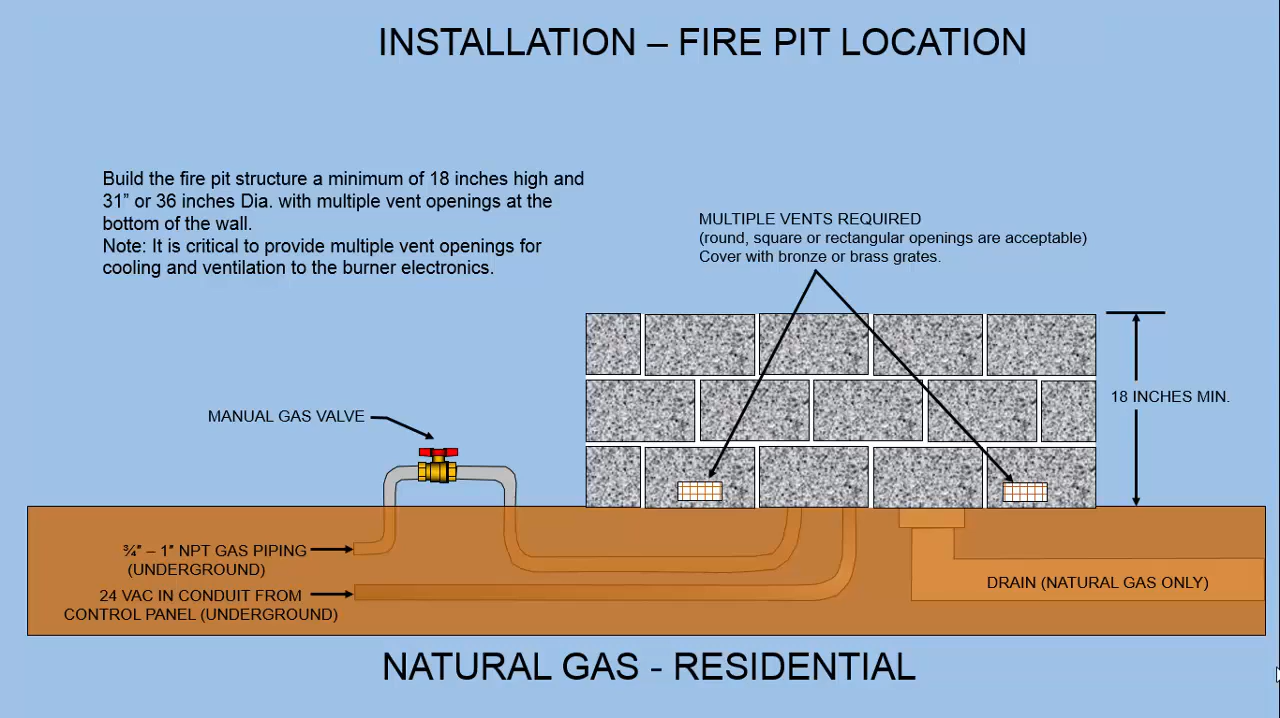 INSTALLATION – FIRE PIT LOCATION
Build the fire pit structure a minimum of 18 inches high and
31” or 36 inches Dia. with multiple vent openings at the
bottom of the wall.
Note: It is critical to provide multiple vent openings for
cooling and ventilation to the burner electronics.
MULTIPLE VENTS REQUIRED
(round, square or rectangular openings are acceptable)
Cover with bronze or brass grates.
18 INCHES MIN.
MANUAL GAS VALVE
¾” – 1” NPT GAS PIPING
(UNDERGROUND)
24 VAC IN CONDUIT FROM
CONTROL PANEL (UNDERGROUND)
DRAIN (NATURAL GAS ONLY)
NATURAL GAS - RESIDENTIAL